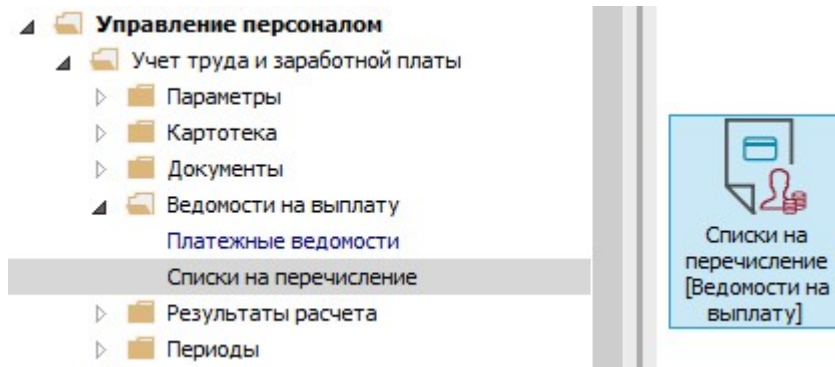 Управление персоналом
Учет труда и заработной платы
Параметры
Картотека
Документы
Ведомости на выплату
Платежные ведомости
Списки на перечисление
Результаты расчета
Периоды
Списки на
перечисление
[Ведомости на
выплату]